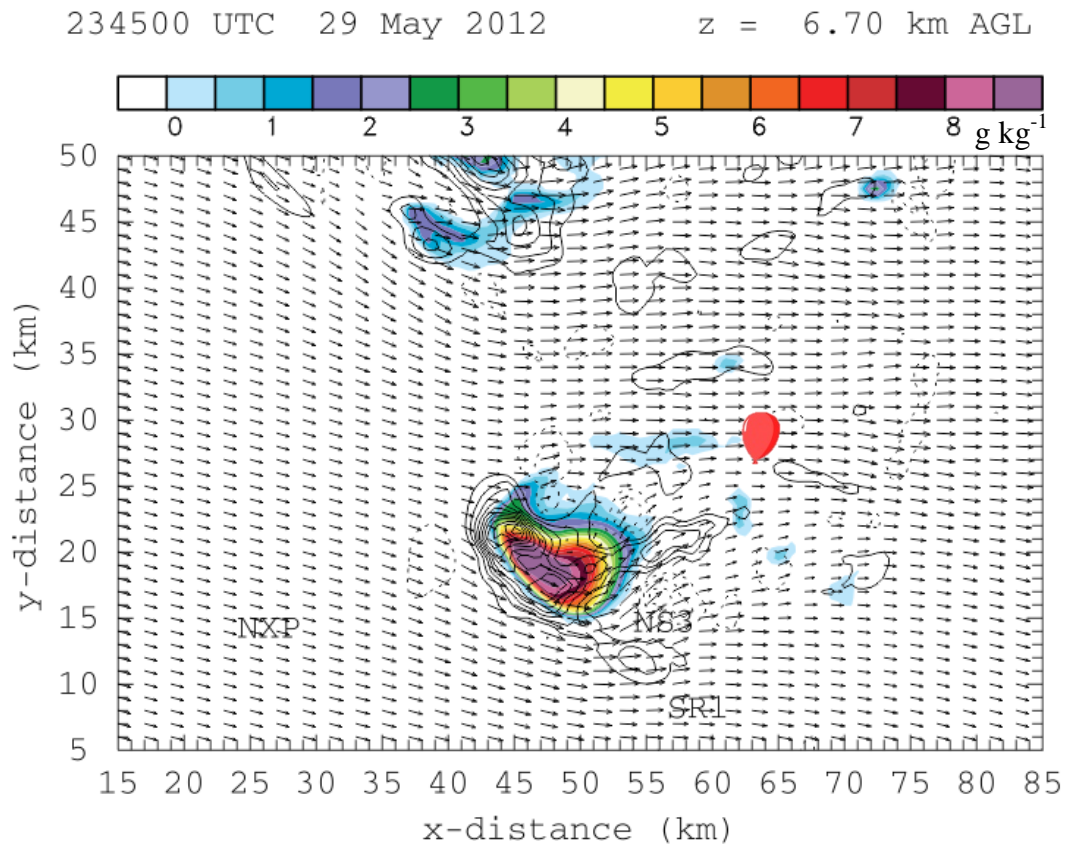 234500 UTC 29 May 2012 z = 6.70 km AGL
0 1 2 3 4 5 6 7 8 g kg-1
50
45
40
35
30
25
20
15
10
5
y-distance (km)
NXP
NS3
SR1
15 20 25 30 35 40 45 50 55 60 65 70 75 80 85
x-distance (km)